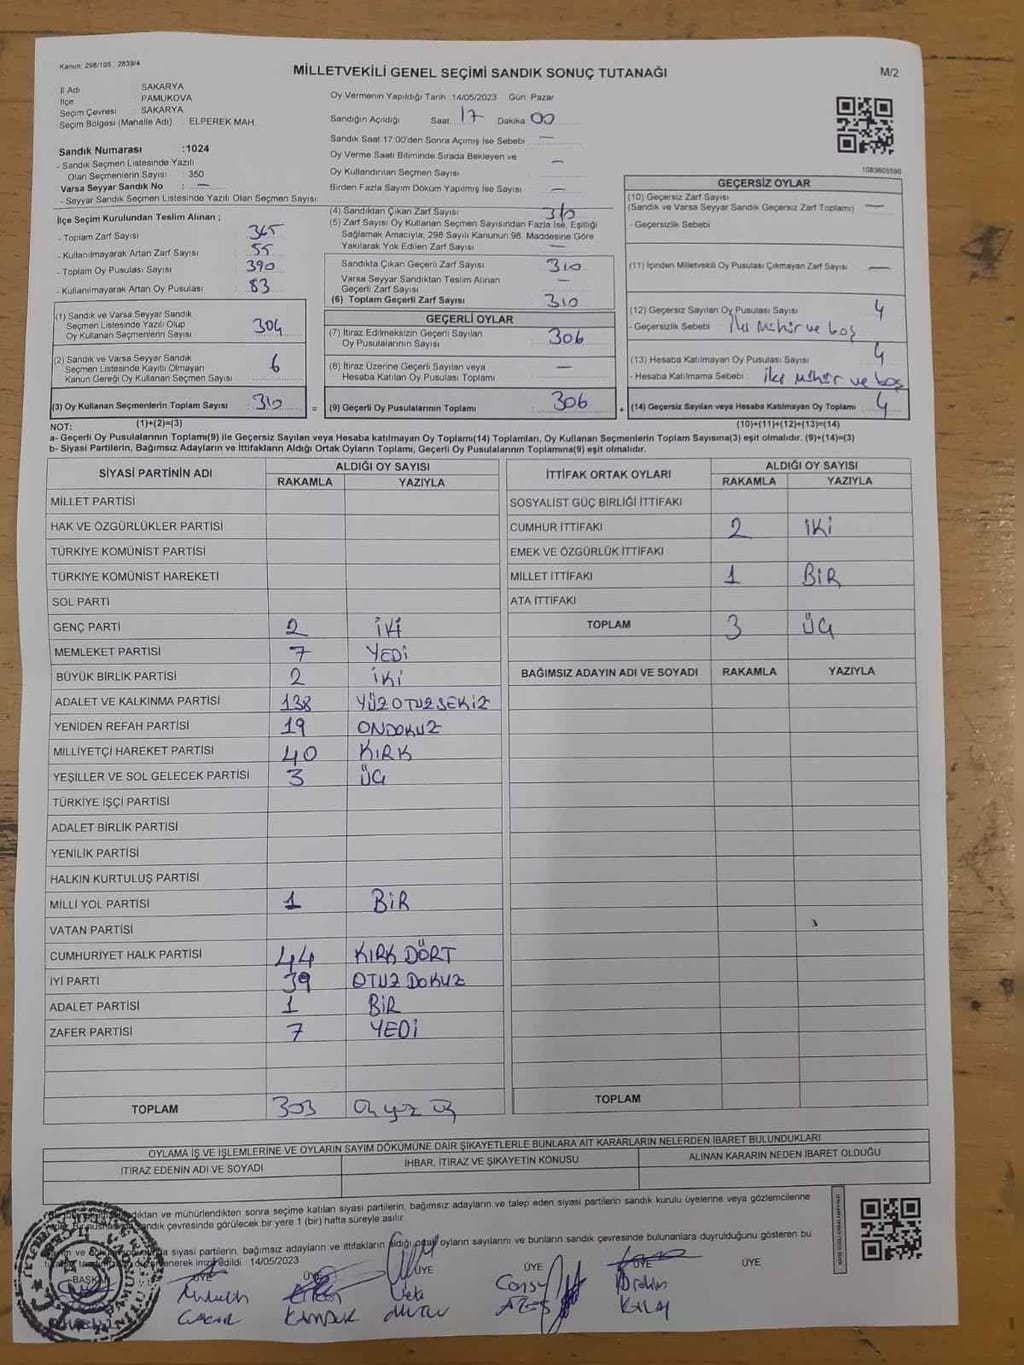 Kanun: 298/105, 2839/4
MİLLETVEKİLİ GENEL SEÇİMİ SANDIK SONUÇ TUTANAĞI
M/2
İl Adı SAKARYA
İlçe PAMUKOVA
Seçim Çevresi SAKARYA
Seçim Bölgesi (Mahalle Adı) ELPEREK MAH.
Sandık Numarası :1024
- Sandık Seçmen Listesinde Yazılı
Olan Seçmenlerin Sayısı : 350
Varsa Seyyar Sandık No : —
- Seyyar Sandık Seçmen Listesinde Yazılı Olan Seçmen Sayısı:
İlçe Seçim Kurulundan Teslim Alınan ;
- Toplam Zarf Sayısı : 365
- Kullanılmayarak Artan Zarf Sayısı : 55
- Toplam Oy Pusulası Sayısı : 390
- Kullanılmayarak Artan Oy Pusulası : 83
(1) Sandık ve Varsa Seyyar Sandık
Seçmen Listesinde Yazılı Olup
Oy Kullanan Seçmenlerin Sayısı 304
(2) Sandık ve Varsa Seyyar Sandık
Seçmen Listesinde Kayıtlı Olmayan
Kanun Gereği Oy Kullanan Seçmen Sayısı 6
(3) Oy Kullanan Seçmenlerin Toplam Sayısı 310
Oy Vermenin Yapıldığı Tarih 14/05/2023 Gün: Pazar
Sandığın Açıldığı Saat: 17 Dakika 00
Sandık Saat 17.00'den Sonra Açılmış İse Sebebi —
Oy Verme Saati Bitiminde Sırada Bekleyen ve
Oy Kullandırılan Seçmen Sayısı —
Birden Fazla Sayım Döküm Yapılmış İse Sayısı —
(4) Sandıktan Çıkan Zarf Sayısı 310
(5) Zarf Sayısı Oy Kullanan Seçmen Sayısından Fazla İse, Eşitliği
Sağlamak Amacıyla; 298 Sayılı Kanunun 98. Maddesine Göre
Yakılarak Yok Edilen Zarf Sayısı —
Sandıkta Çıkan Geçerli Zarf Sayısı 310
Varsa Seyyar Sandıktan Teslim Alınan
Geçerli Zarf Sayısı —
(6) Toplam Geçerli Zarf Sayısı 310
GEÇERLİ OYLAR
(7) İtiraz Edilmeksizin Geçerli Sayılan
Oy Pusulalarının Sayısı 306
(8) İtiraz Üzerine Geçerli Sayılan veya
Hesaba Katılan Oy Pusulası Toplamı —
= (9) Geçerli Oy Pusulalarının Toplamı 306
1083605590
GEÇERSİZ OYLAR
(10) Geçersiz Zarf Sayısı
(Sandık ve Varsa Seyyar Sandık Geçersiz Zarf Toplamı) —
- Geçersizlik Sebebi :
(11) İçinden Milletvekili Oy Pusulası Çıkmayan Zarf Sayısı —
(12) Geçersiz Sayılan Oy Pusulası Sayısı 4
- Geçersizlik Sebebi : İki Mühür ve boş
(13) Hesaba Katılmayan Oy Pusulası Sayısı 4
- Hesaba Katılmama Sebebi : İki Mühür ve boş
+ (14) Geçersiz Sayılan veya Hesaba Katılmayan Oy Toplamı 4
NOT: (1)+(2)=(3) (10)+(11)+(12)+(13)=(14)
a- Geçerli Oy Pusulalarının Toplamı(9) ile Geçersiz Sayılan veya Hesaba katılmayan Oy Toplamı(14) Toplamları, Oy Kullanan Seçmenlerin Toplam Sayısına(3) eşit olmalıdır. (9)+(14)=(3)
b- Siyasi Partilerin, Bağımsız Adayların ve İttifakların Aldığı Ortak Oyların Toplamı, Geçerli Oy Pusulalarının Toplamına(9) eşit olmalıdır.
SİYASİ PARTİNİN ADI ALDIĞI OY SAYISI
RAKAMLA YAZIYLA
MİLLET PARTİSİ
HAK VE ÖZGÜRLÜKLER PARTİSİ
TÜRKİYE KOMÜNİST PARTİSİ
TÜRKİYE KOMÜNİST HAREKETİ
SOL PARTİ
GENÇ PARTİ 2 İKİ
MEMLEKET PARTİSİ 7 YEDİ
BÜYÜK BİRLİK PARTİSİ 2 İKİ
ADALET VE KALKINMA PARTİSİ 138 YÜZOTUZSEKİZ
YENİDEN REFAH PARTİSİ 19 ONDOKUZ
MİLLİYETÇİ HAREKET PARTİSİ 40 KIRK
YEŞİLLER VE SOL GELECEK PARTİSİ 3 ÜÇ
TÜRKİYE İŞÇİ PARTİSİ
ADALET BİRLİK PARTİSİ
YENİLİK PARTİSİ
HALKIN KURTULUŞ PARTİSİ
MİLLİ YOL PARTİSİ 1 BİR
VATAN PARTİSİ
CUMHURİYET HALK PARTİSİ 44 KIRK DÖRT
İYİ PARTİ 39 OTUZ DOKUZ
ADALET PARTİSİ 1 BİR
ZAFER PARTİSİ 7 YEDİ
TOPLAM 303 Üç yüz üç
İTTİFAK ORTAK OYLARI ALDIĞI OY SAYISI
RAKAMLA YAZIYLA
SOSYALİST GÜÇ BİRLİĞİ İTTİFAKI
CUMHUR İTTİFAKI 2 İKİ
EMEK VE ÖZGÜRLÜK İTTİFAKI
MİLLET İTTİFAKI 1 BİR
ATA İTTİFAKI
TOPLAM 3 ÜÇ
BAĞIMSIZ ADAYIN ADI VE SOYADI RAKAMLA YAZIYLA
TOPLAM
OYLAMA İŞ VE İŞLEMLERİNE VE OYLARIN SAYIM DÖKÜMÜNE DAİR ŞİKAYETLERLE BUNLARA AİT KARARLARIN NELERDEN İBARET BULUNDUKLARI
İTİRAZ EDENİN ADI VE SOYADI İHBAR, İTİRAZ VE ŞİKAYETİN KONUSU ALINAN KARARIN NEDEN İBARET OLDUĞU
ve mühürlendikten sonra seçime katılan siyasi partilerin, bağımsız adayların ve talep eden siyasi partilerin sandık kurulu üyelerine veya gözlemcilerine
sandık çevresinde görülecek bir yere 1 (bir) hafta süreyle asılır.
siyasi partilerin, bağımsız adayların ve ittifakların aldığı oyların sayılarını ve bunların sandık çevresinde bulunanlara duyrulduğunu gösteren bu
imzaladı. 14/05/2023
BAŞKAN ÜYE ÜYE ÜYE ÜYE ÜYE ÜYE
İbrahim